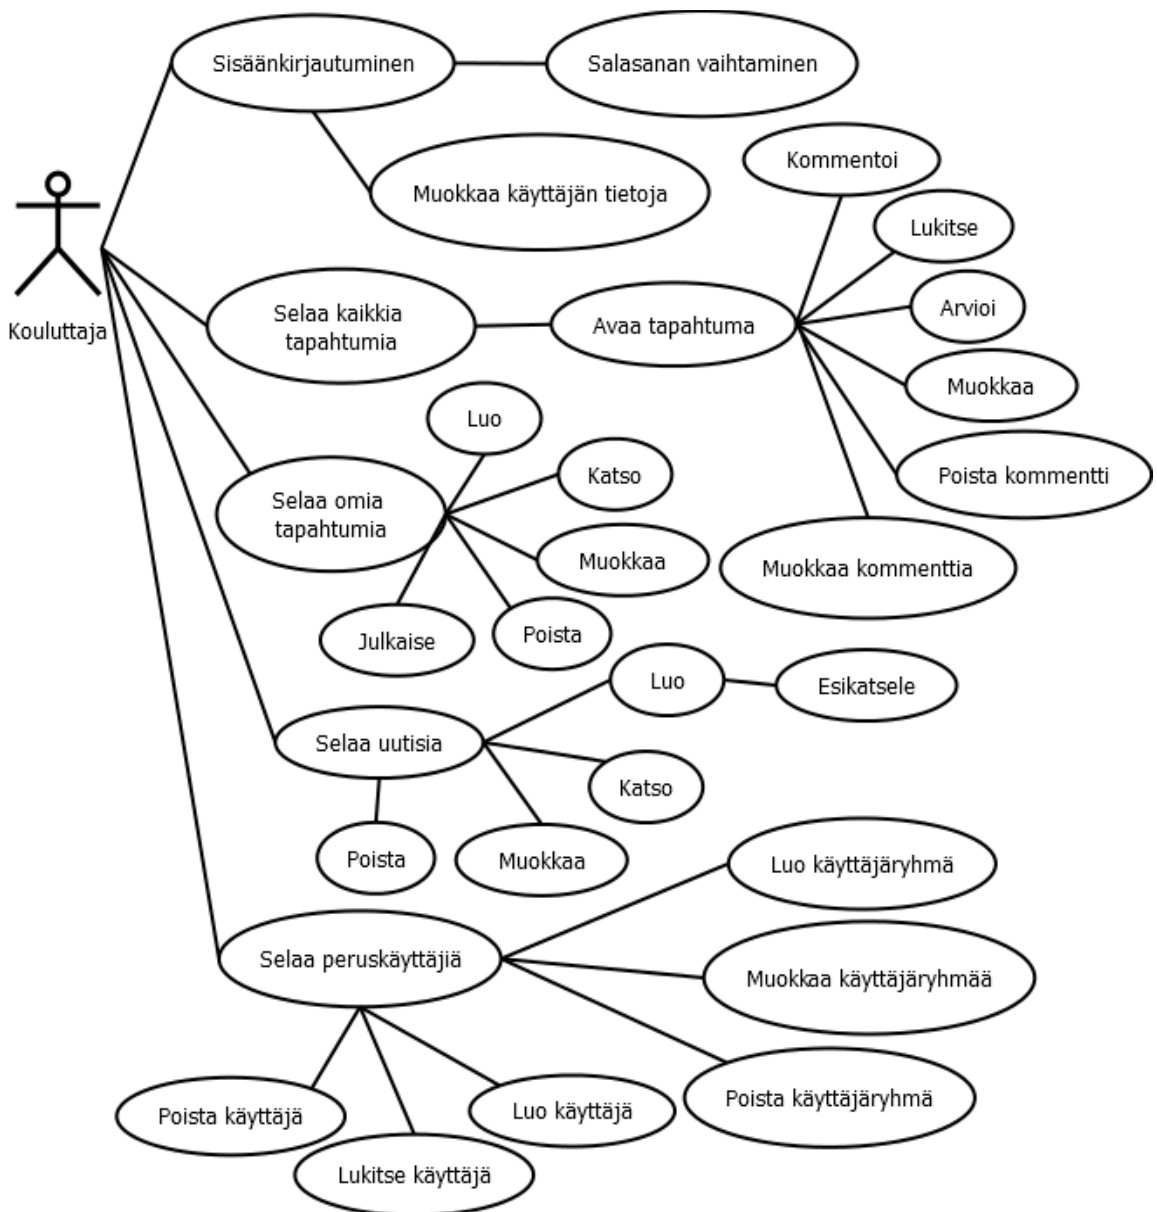 Sisäänkirjautuminen
Salasanan vaihtaminen
Muokkaa käyttäjän tietoja
Kommentoi
Lukitse
Arvioi
Muokkaa
Poista kommentti
Muokkaa kommenttia
Kouluttaja
Selaa kaikkia
tapahtumia
Avaa tapahtuma
Luo
Katso
Selaa omia
tapahtumia
Muokkaa
Poista
Julkaise
Luo
Esikatsele
Selaa uutisia
Katso
Poista
Muokkaa
Luo käyttäjäryhmä
Selaa peruskäyttäjiä
Muokkaa käyttäjäryhmää
Poista käyttäjäryhmä
Poista käyttäjä
Luo käyttäjä
Lukitse käyttäjä